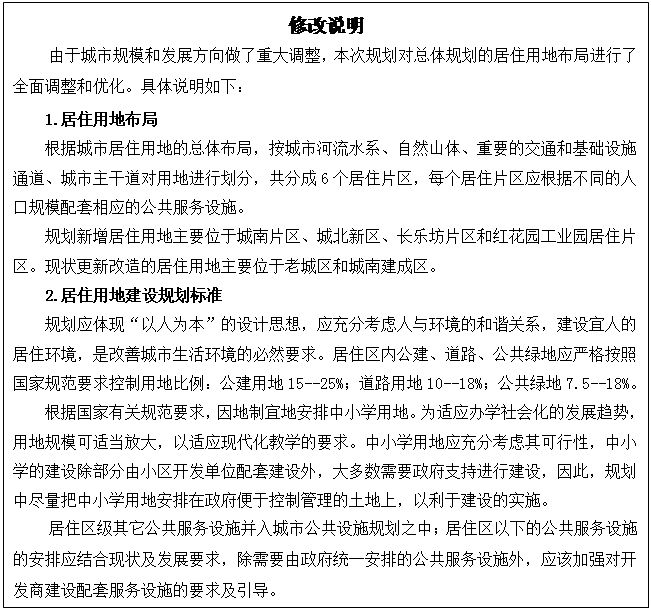 修改说明
由于城市规模和发展方向做了重大调整，本次规划对总体规划的居住用地布局进行了
全面调整和优化。具体说明如下：
1.居住用地布局
根据城市居住用地的总体布局，按城市河流水系、自然山体、重要的交通和基础设施
通道、城市主干道对用地进行划分，共分成6个居住片区，每个居住片区应根据不同的人
口规模配套相应的公共服务设施。
规划新增居住用地主要位于城南片区、城北新区、长乐坊片区和红花园工业园居住片
区。现状更新改造的居住用地主要位于老城区和城南建成区。
2.居住用地建设规划标准
规划应体现“以人为本”的设计思想，应充分考虑人与环境的和谐关系，建设宜人的
居住环境，是改善城市生活环境的必然要求。居住区内公建、道路、公共绿地应严格按照
国家规范要求控制用地比例：公建用地15--25%；道路用地10--18%；公共绿地7.5--18%。
根据国家有关规范要求，因地制宜地安排中小学用地。为适应办学社会化的发展趋势，
用地规模可适当放大，以适应现代化教学的要求。中小学用地应充分考虑其可行性，中小
学的建设除部分由小区开发单位配套建设外，大多数需要政府支持进行建设，因此，规划
中尽量把中小学用地安排在政府便于控制管理的土地上，以利于建设的实施。
居住区级其它公共服务设施并入城市公共设施规划之中；居住区以下的公共服务设施
的安排应结合现状及发展要求，除需要由政府统一安排的公共服务设施外，应该加强对开
发商建设配套服务设施的要求及引导。